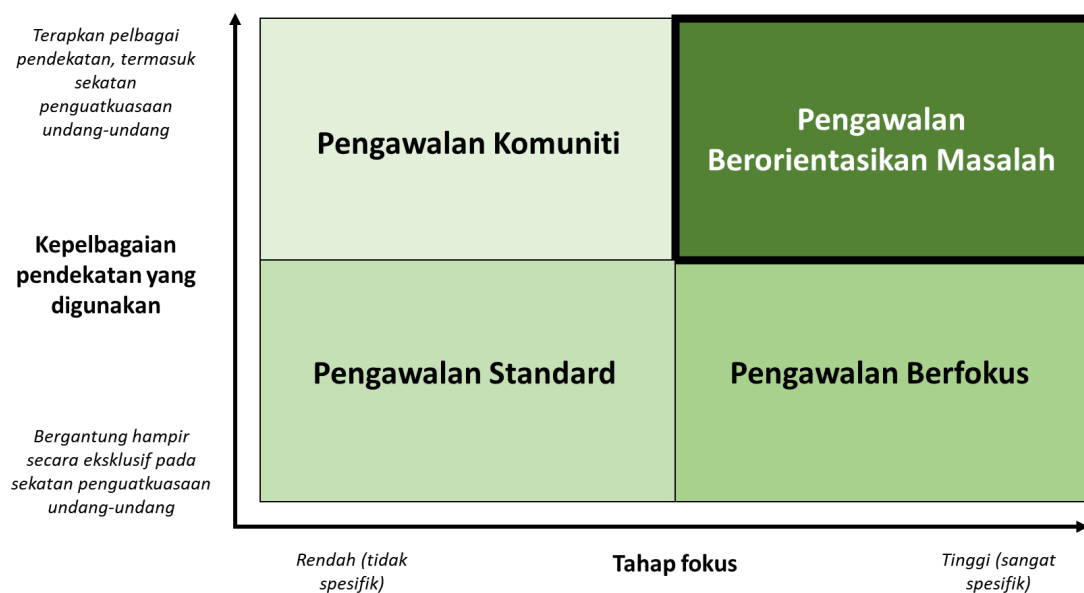 Terapkan pelbagai
pendekatan, termasuk
sekatan
penguatkuasaan
undang-undang
Pengawalan Komuniti
Pengawalan
Berorientasikan Masalah
Kepelbagaian
pendekatan yang
digunakan
Pengawalan Standard
Pengawalan Berfokus
Bergantung hampir
secara eksklusif pada
sekatan penguatkuasaan
undang-undang
Rendah (tidak
spesifik)
Tahap fokus
Tinggi (sangat
spesifik)